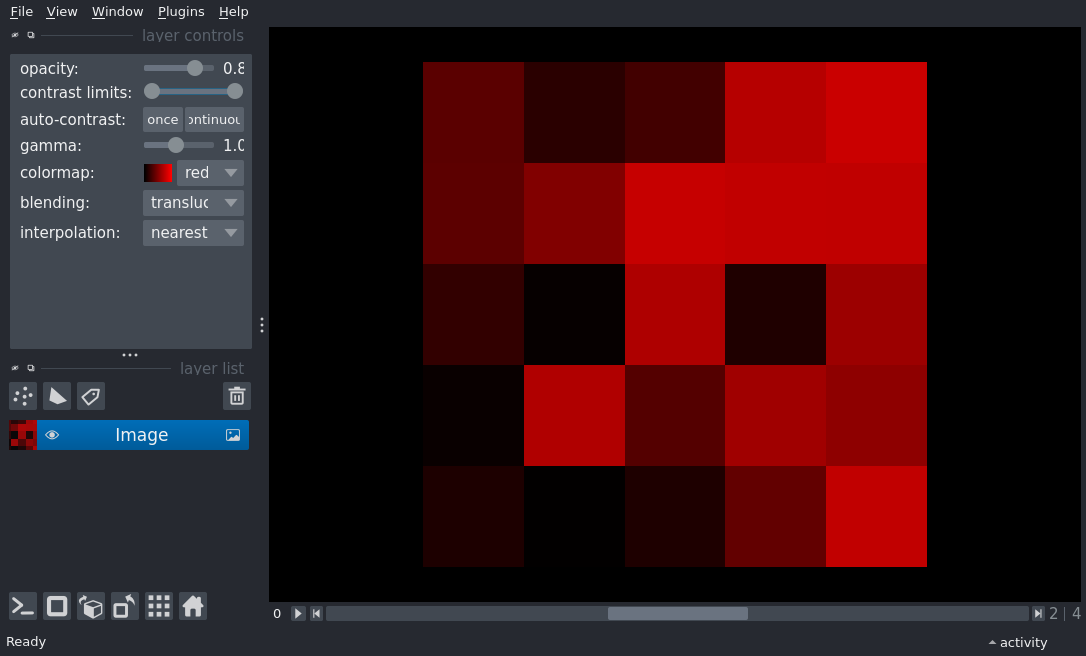 File View Window Plugins Help
layer controls
opacity: 0.8
contrast limits:
auto-contrast: once ontinuou
gamma: 1.0
colormap: red
blending: transluc
interpolation: nearest
layer list
Image
0 2 | 4
Ready
activity